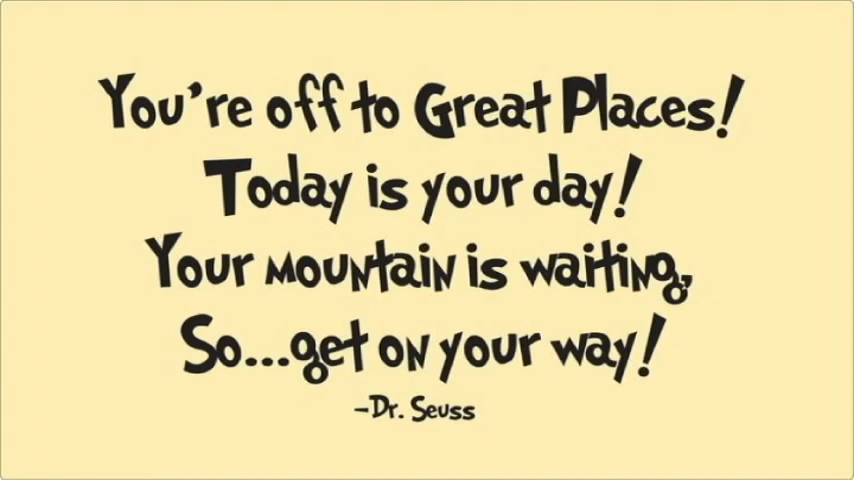 You're off to Great Places!
Today is your day!
Your mountain is waiting,
So...get on your way!
-Dr. Seuss